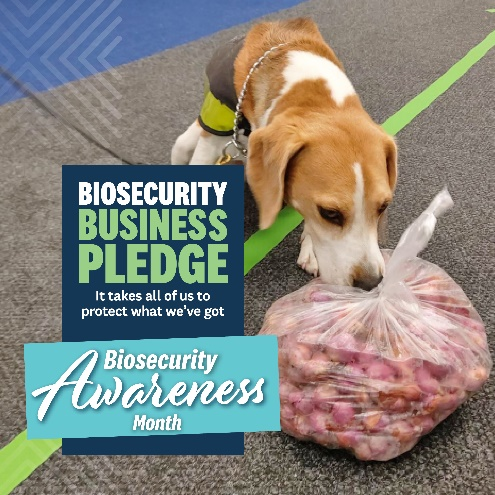 BIOSECURITY
BUSINESS
PLEDGE
It takes all of us to
protect what we've got
Biosecurity
Awareness
Month